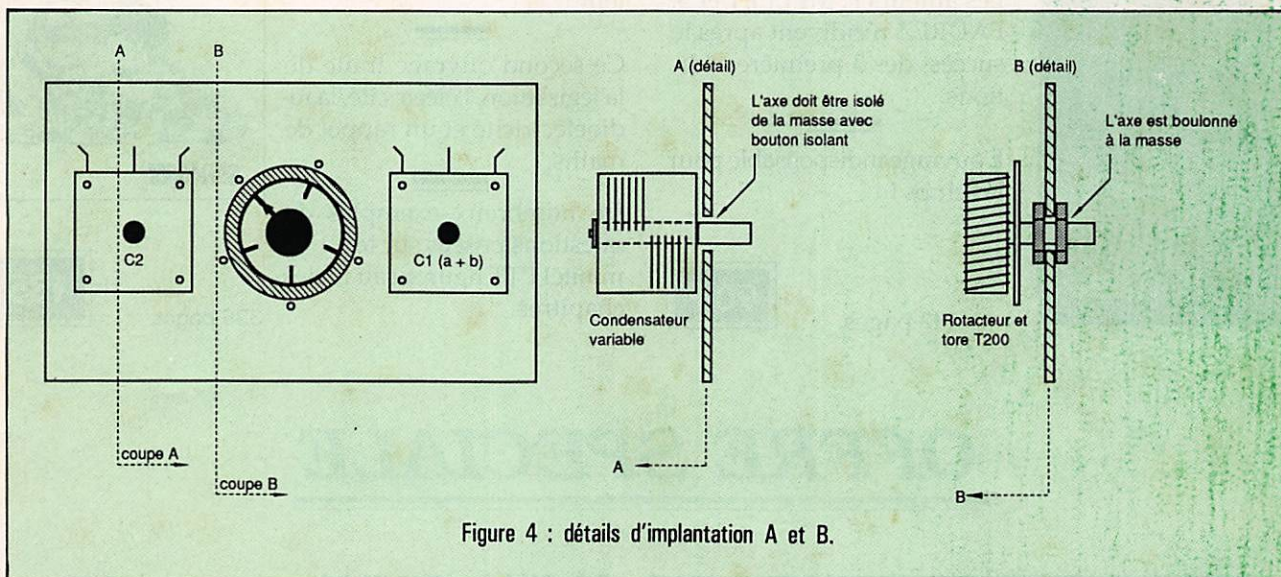 A
B
C2
C1 (a + b)
coupe A
coupe B
A (détail)
L'axe doit être isolé
de la masse avec
bouton isolant
Condensateur
variable
A
B (détail)
L'axe est boulonné
à la masse
Rotacteur et
tore T200
B
Figure 4 : détails d'implantation A et B.